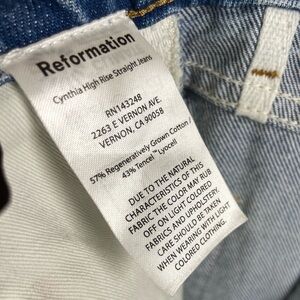 Reformation
Cynthia High Rise Straight Jeans
RN143248
2263 E VERNON AVE.
VERNON, CA 90058
57% Regeneratively Grown Cotton /
43% Tencel™ Lyocell
DUE TO THE NATURAL
CHARACTERISTICS OF THIS
FABRIC THE COLOR MAY RUB
OFF ON LIGHT COLORED
FABRICS AND UPHOLSTERY.
CARE SHOULD BE TAKEN
WHEN WEARING WITH LIGHT
COLORED CLOTHING.